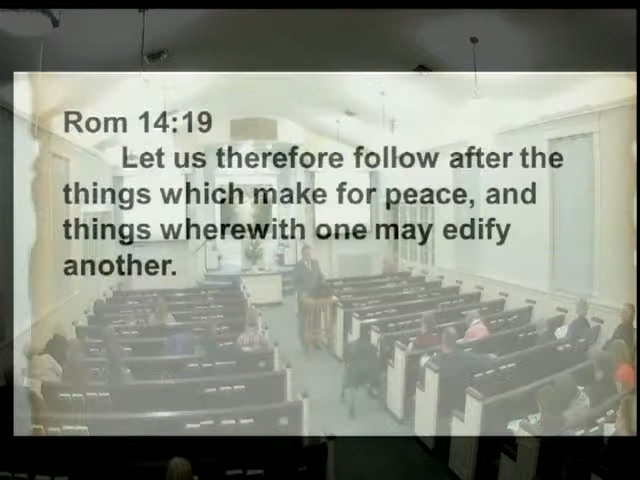 Rom 14:19
Let us therefore follow after the
things which make for peace, and
things wherewith one may edify
another.